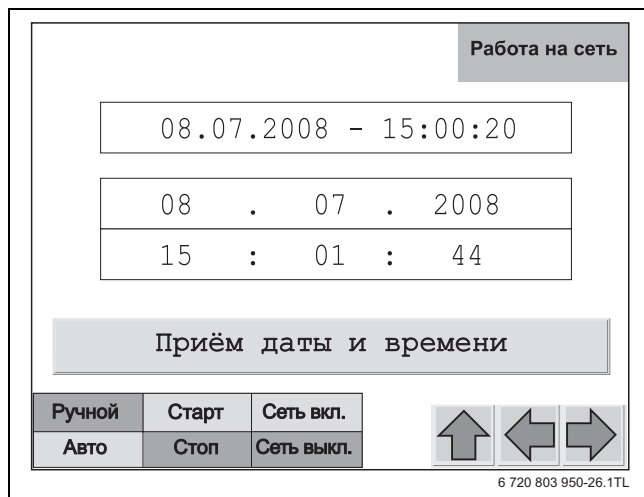 Работа на сеть
08.07.2008 - 15:00:20
08 . 07 . 2008
15 : 01 : 44
Приём даты и времени
Ручной Старт Сеть вкл.
Авто Стоп Сеть выкл.
6 720 803 950-26.1TL